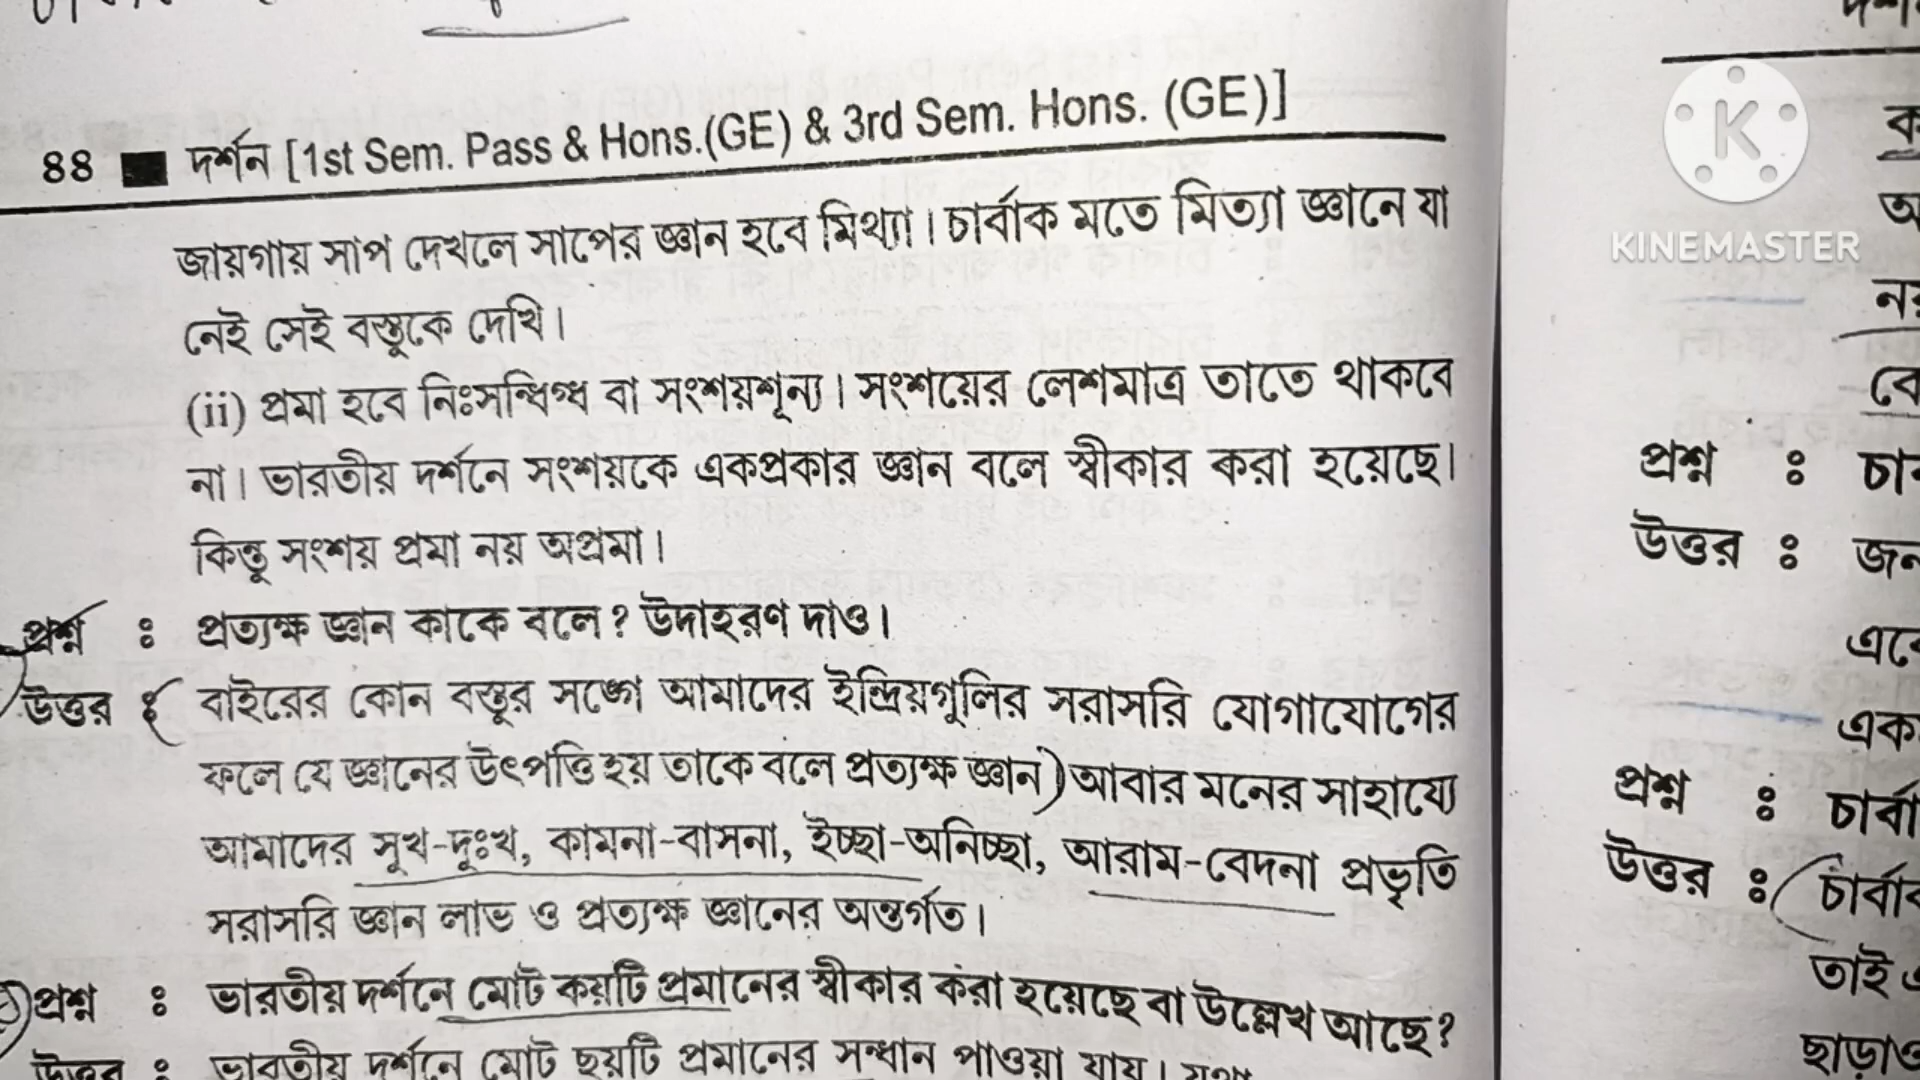 88 ■ দর্শন [1st Sem. Pass & Hons.(GE) & 3rd Sem. Hons. (GE)]
জায়গায় সাপ দেখলে সাপের জ্ঞান হবে মিথ্যা। চার্বাক মতে মিত্যা জ্ঞানে যা
নেই সেই বস্তুকে দেখি।
(ii) প্রমা হবে নিঃসন্ধিগ্ধ বা সংশয়শূন্য। সংশয়ের লেশমাত্র তাতে থাকবে
না। ভারতীয় দর্শনে সংশয়কে একপ্রকার জ্ঞান বলে স্বীকার করা হয়েছে।
কিন্তু সংশয় প্রমা নয় অপ্রমা।
প্রশ্ন : প্রত্যক্ষ জ্ঞান কাকে বলে? উদাহরণ দাও।
উত্তর : বাইরের কোন বস্তুর সঙ্গে আমাদের ইন্দ্রিয়গুলির সরাসরি যোগাযোগের
ফলে যে জ্ঞানের উৎপত্তি হয় তাকে বলে প্রত্যক্ষ জ্ঞান) আবার মনের সাহায্যে
আমাদের সুখ-দুঃখ, কামনা-বাসনা, ইচ্ছা-অনিচ্ছা, আরাম-বেদনা প্রভৃতি
সরাসরি জ্ঞান লাভ ও প্রত্যক্ষ জ্ঞানের অন্তর্গত।
প্রশ্ন : ভারতীয় দর্শনে মোট কয়টি প্রমানের স্বীকার করা হয়েছে বা উল্লেখ আছে?
উত্তর : ভারতীয় দর্শনে মোট ছয়টি প্রমানের সন্ধান পাওয়া যায়। যথা
KINEMASTER
প্রশ্ন :
উত্তর :
প্রশ্ন :
উত্তর :
তাই